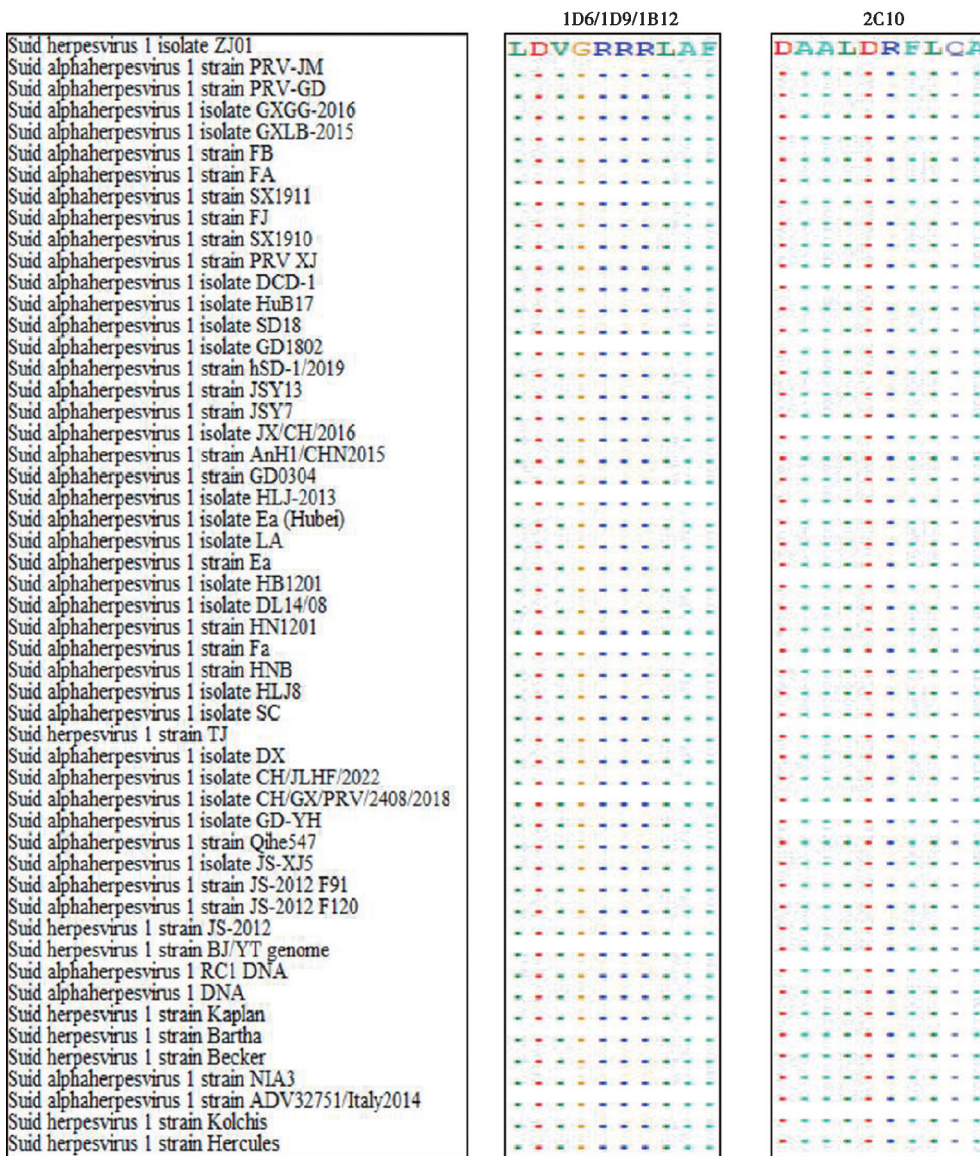 1D6/1D9/1B12 2C10
Suid herpesvirus 1 isolate ZJ01 LDVGRRRLAF DAALDRFLQA
Suid alphaherpesvirus 1 strain PRV-JM
Suid alphaherpesvirus 1 strain PRV-GD
Suid alphaherpesvirus 1 isolate GXGG-2016
Suid alphaherpesvirus 1 isolate GXLB-2015
Suid alphaherpesvirus 1 strain FB
Suid alphaherpesvirus 1 strain FA
Suid alphaherpesvirus 1 strain SX1911
Suid alphaherpesvirus 1 strain FJ
Suid alphaherpesvirus 1 strain SX1910
Suid alphaherpesvirus 1 strain PRV XJ
Suid alphaherpesvirus 1 isolate DCD-1
Suid alphaherpesvirus 1 isolate HuB17
Suid alphaherpesvirus 1 isolate SD18
Suid alphaherpesvirus 1 isolate GD1802
Suid alphaherpesvirus 1 strain hSD-1/2019
Suid alphaherpesvirus 1 strain JSY13
Suid alphaherpesvirus 1 strain JSY7
Suid alphaherpesvirus 1 isolate JX/CH/2016
Suid alphaherpesvirus 1 strain AnH1/CHN2015
Suid alphaherpesvirus 1 strain GD0304
Suid alphaherpesvirus 1 isolate HLJ-2013
Suid alphaherpesvirus 1 isolate Ea (Hubei)
Suid alphaherpesvirus 1 isolate LA
Suid alphaherpesvirus 1 strain Ea
Suid alphaherpesvirus 1 isolate HB1201
Suid alphaherpesvirus 1 isolate DL14/08
Suid alphaherpesvirus 1 strain HN1201
Suid alphaherpesvirus 1 strain Fa
Suid alphaherpesvirus 1 strain HNB
Suid alphaherpesvirus 1 isolate HLJ8
Suid alphaherpesvirus 1 isolate SC
Suid herpesvirus 1 strain TJ
Suid alphaherpesvirus 1 isolate DX
Suid alphaherpesvirus 1 isolate CH/JLHF/2022
Suid alphaherpesvirus 1 isolate CH/GX/PRV/2408/2018
Suid alphaherpesvirus 1 isolate GD-YH
Suid alphaherpesvirus 1 strain Qihe547
Suid alphaherpesvirus 1 isolate JS-XJ5
Suid alphaherpesvirus 1 strain JS-2012 F91
Suid alphaherpesvirus 1 strain JS-2012 F120
Suid herpesvirus 1 strain JS-2012
Suid herpesvirus 1 strain BJ/YT genome
Suid alphaherpesvirus 1 RC1 DNA
Suid alphaherpesvirus 1 DNA
Suid herpesvirus 1 strain Kaplan
Suid herpesvirus 1 strain Bartha
Suid herpesvirus 1 strain Becker
Suid alphaherpesvirus 1 strain NIA3
Suid alphaherpesvirus 1 strain ADV32751/Italy2014
Suid herpesvirus 1 strain Kolchis
Suid herpesvirus 1 strain Hercules